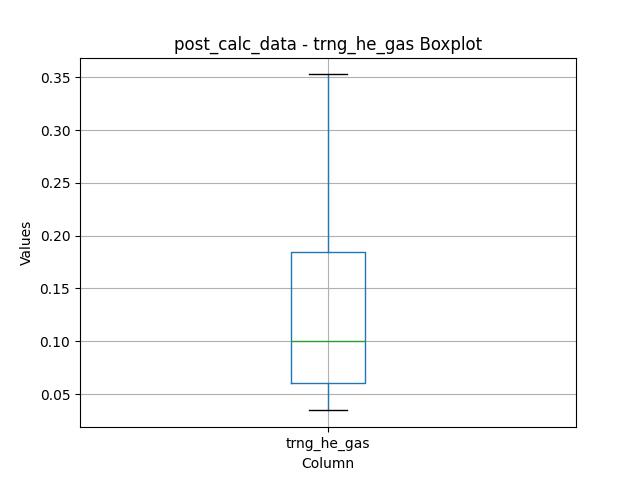 post_calc_data - trng_he_gas Boxplot
0.35
0.30
0.25
0.20
0.15
0.10
0.05
Values
trng_he_gas
Column